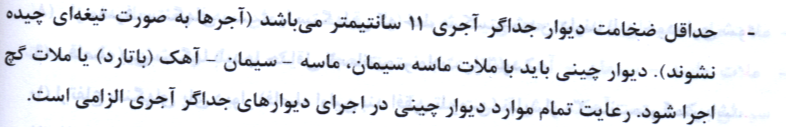 - حداقل ضخامت دیوار جداگر آجری ۱۱ سانتیمتر می‌باشد (آجرها به صورت تیغه‌ای چیده
نشوند). دیوار چینی باید با ملات ماسه سیمان، ماسه – سیمان – آهک (باتارد) یا ملات گچ
اجرا شود. رعایت تمام موارد دیوار چینی در اجرای دیوارهای جداگر آجری الزامی است.